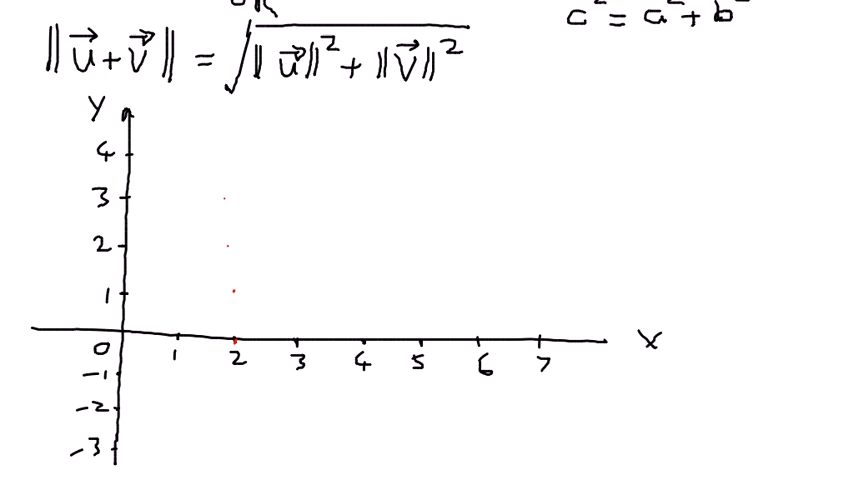 OR
c² = a² + b²
||u⃗+v⃗|| = √||u⃗||² + ||v⃗||²
Y
4
3
2
1
0 1 2 3 4 5 6 7 X
-1
-2
-3